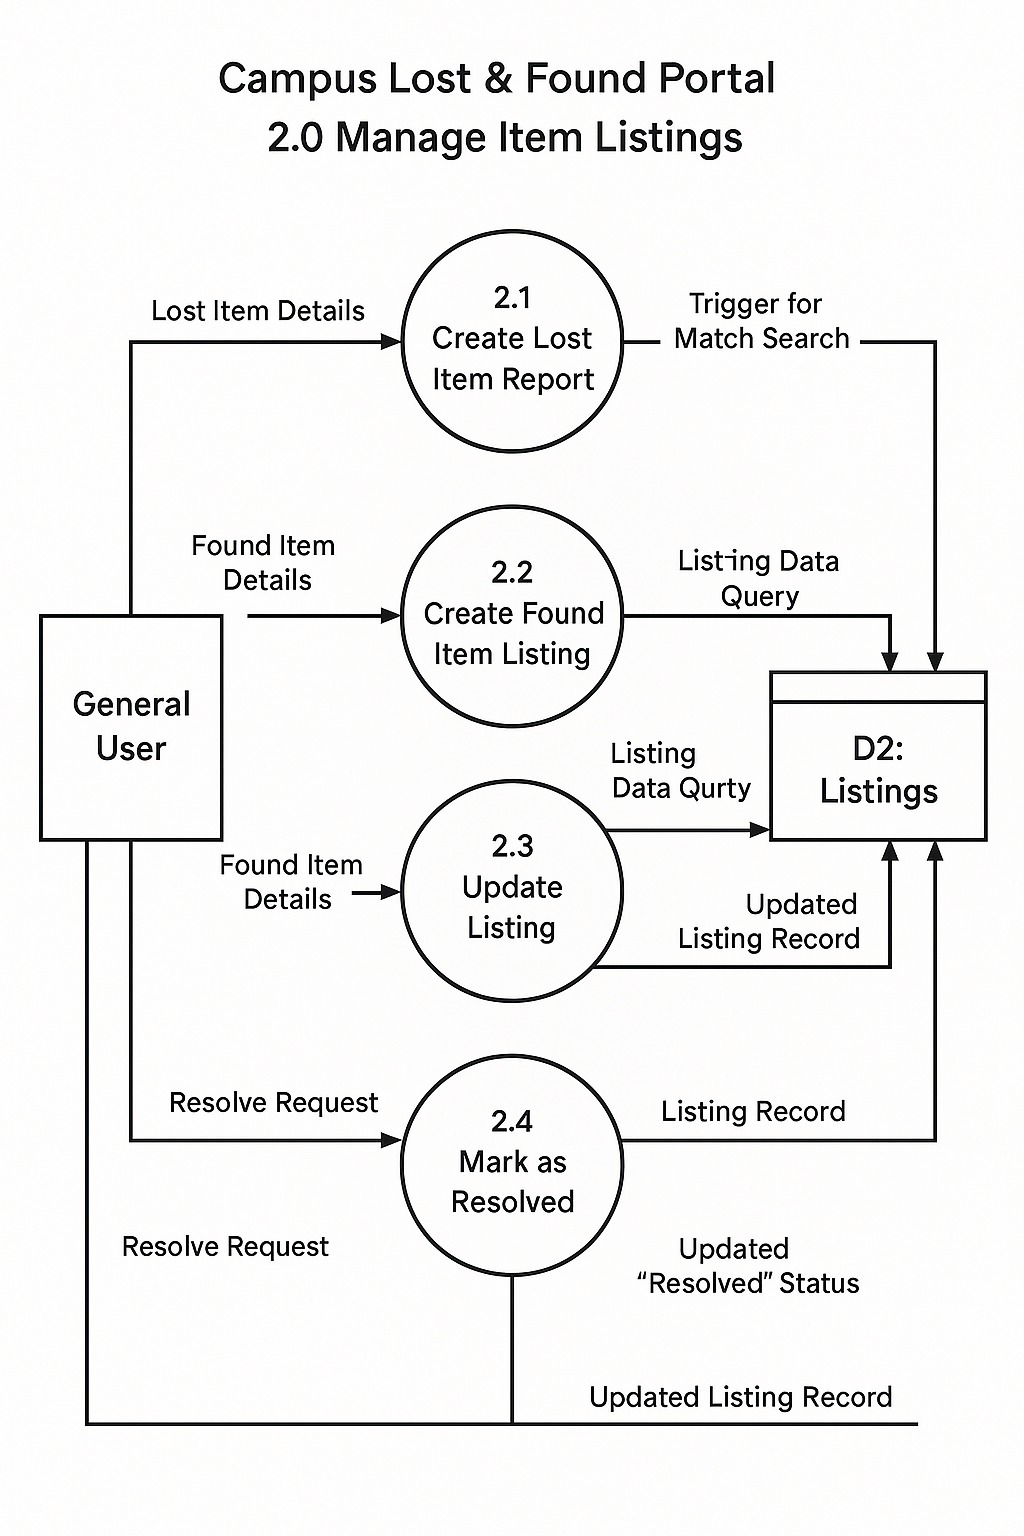 Campus Lost & Found Portal
2.0 Manage Item Listings
Lost Item Details
2.1
Create Lost
Item Report
Trigger for
Match Search
Found Item
Details
2.2
Create Found
Item Listing
Listing Data
Query
General
User
D2:
Listings
Listing
Data Qurty
Found Item
Details
2.3
Update
Listing
Updated
Listing Record
Resolve Request
2.4
Mark as
Resolved
Listing Record
Resolve Request
Updated
“Resolved” Status
Updated Listing Record